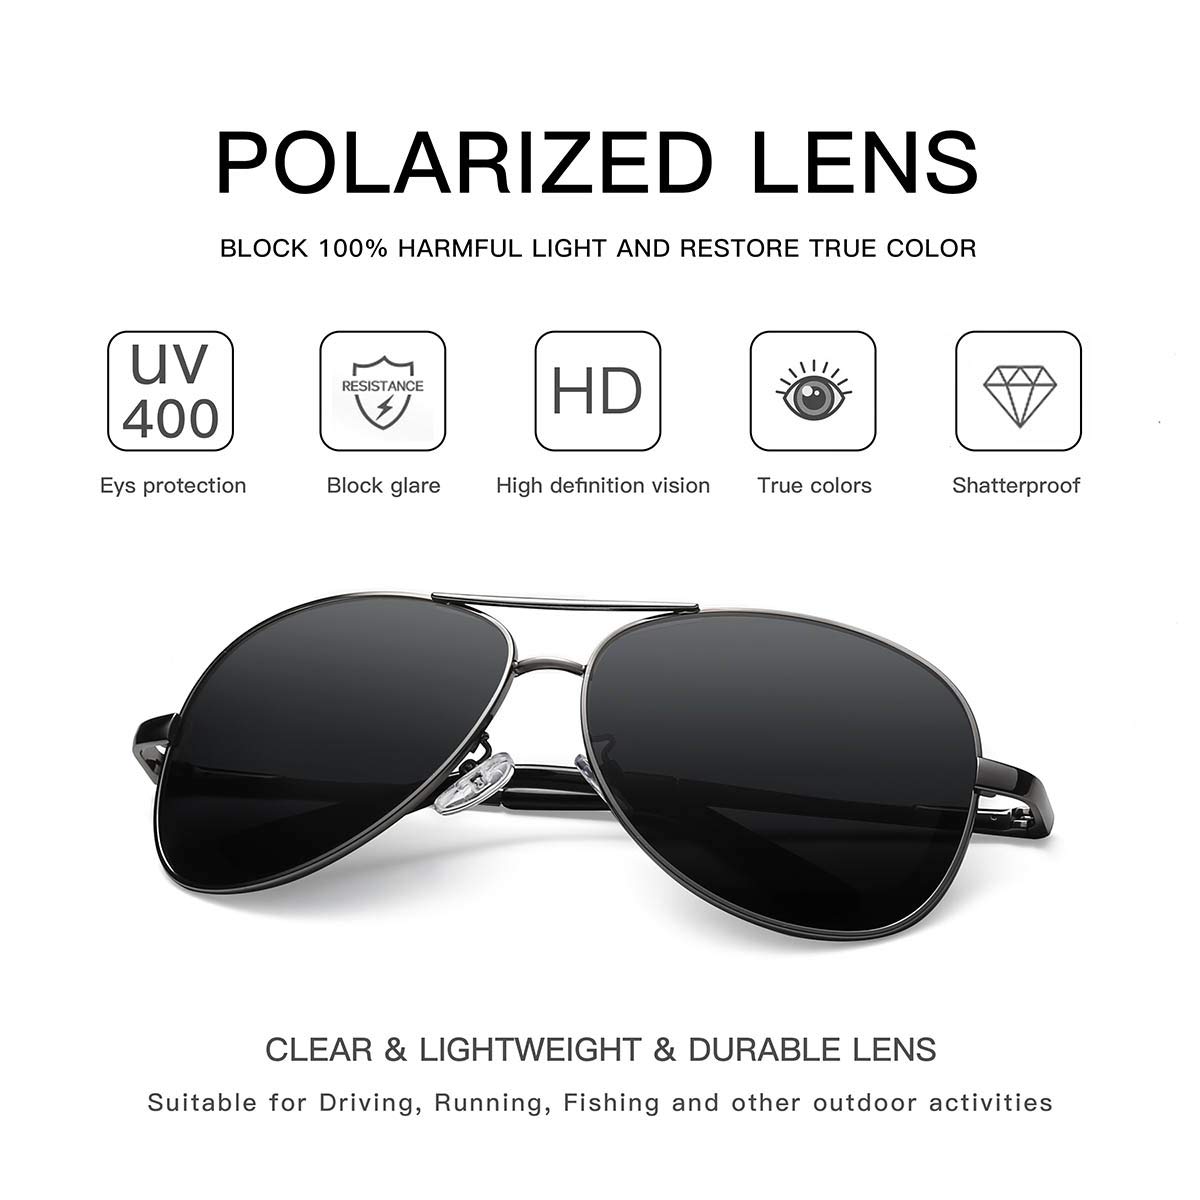 POLARIZED LENS
BLOCK 100% HARMFUL LIGHT AND RESTORE TRUE COLOR
UV
400
RESISTANCE
HD
Eys protection
Block glare
High definition vision
True colors
Shatterproof
CLEAR & LIGHTWEIGHT & DURABLE LENS
Suitable for Driving, Running, Fishing and other outdoor activities